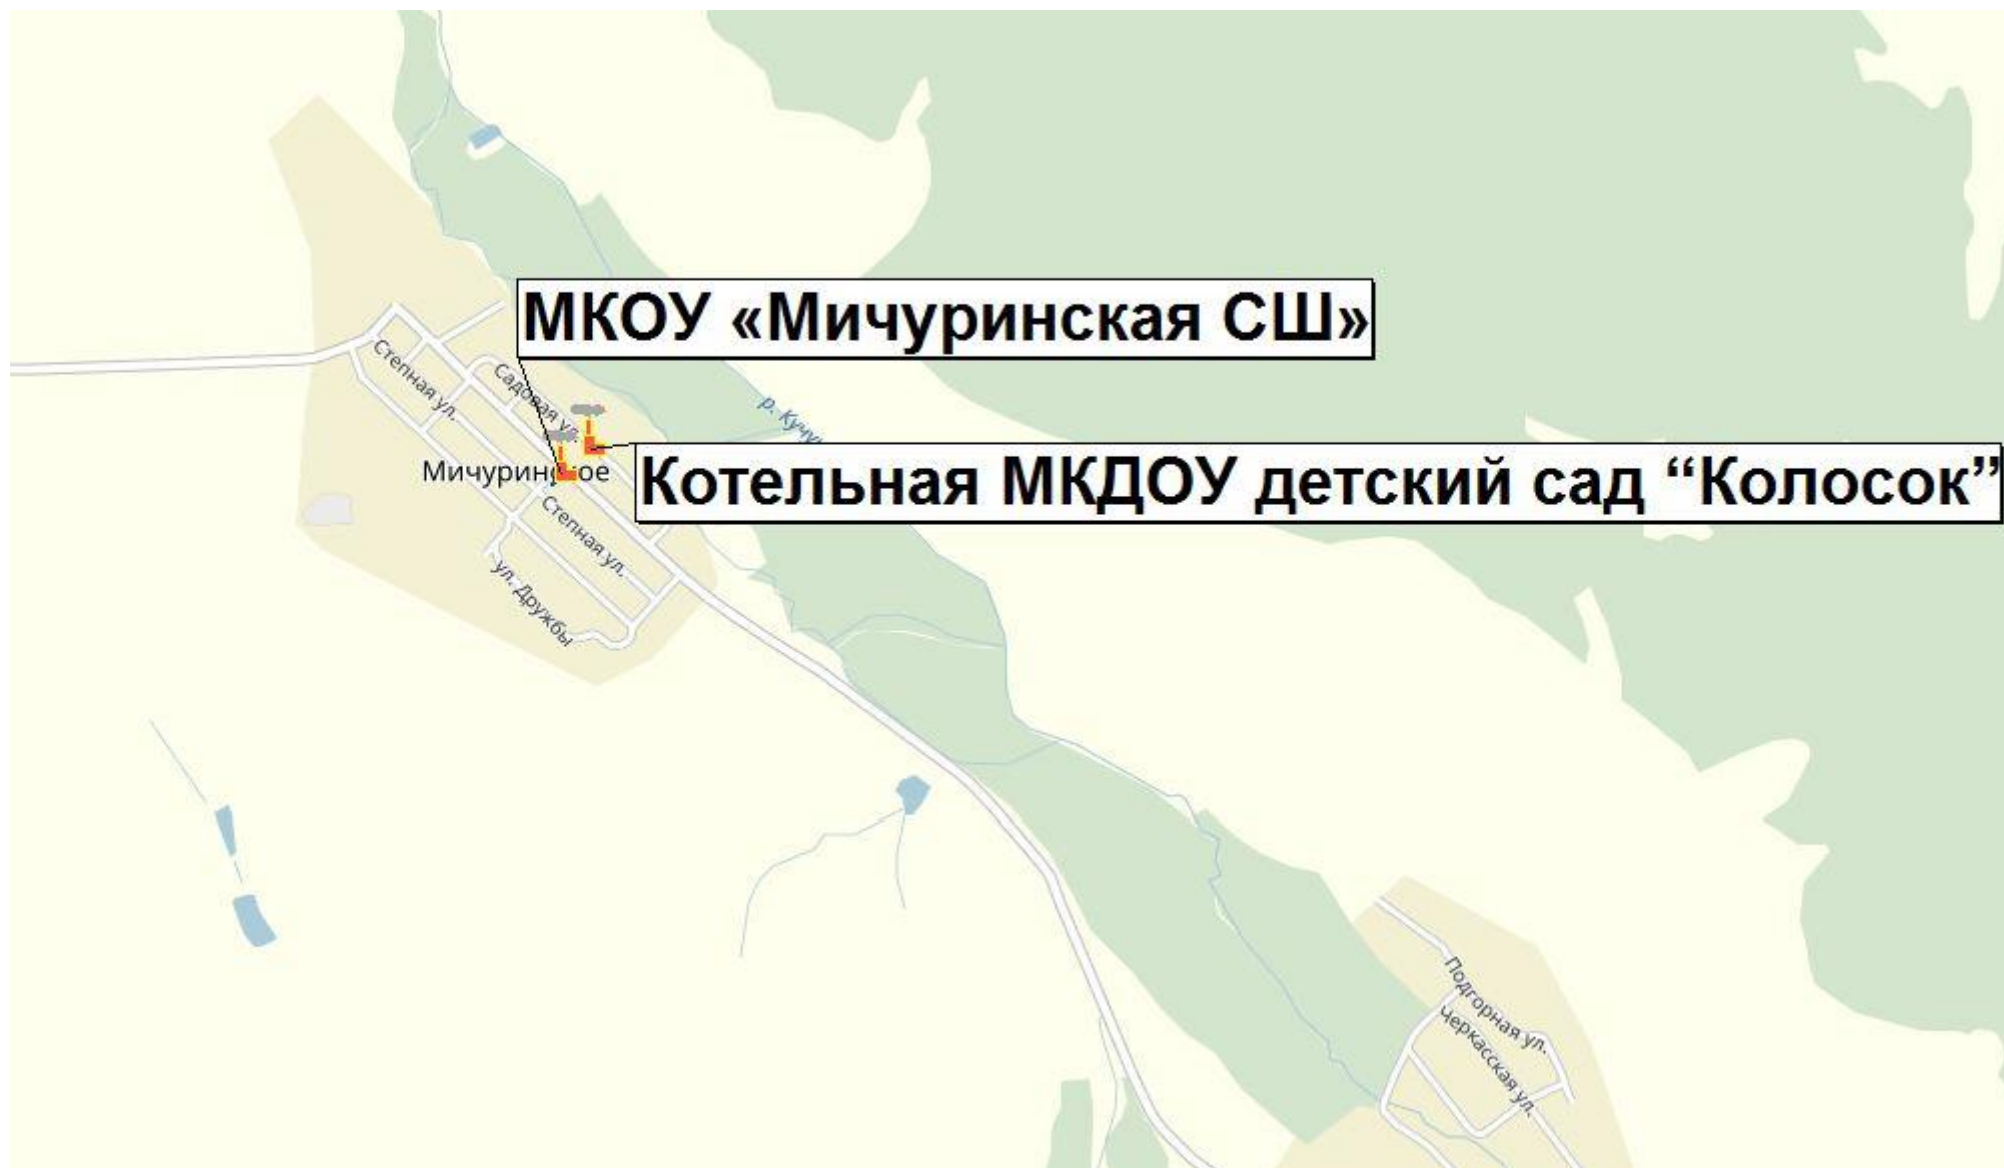 МКОУ «Мичуринская СШ»
Степная ул.
Садовая ул.
р. Кучу
Мичуринское
Котельная МКДОУ детский сад “Колосок”
Степная ул.
ул. Дружбы
Подгорная ул.
Черкасская ул.